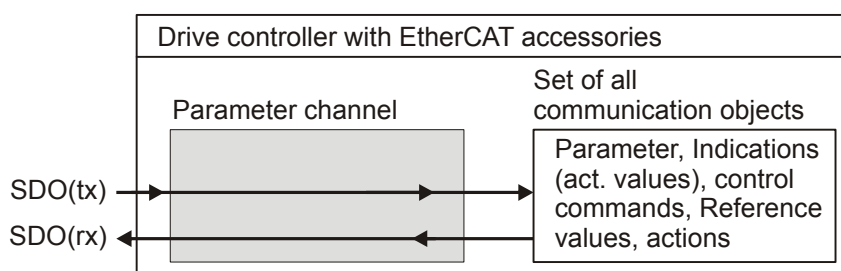 Drive controller with EtherCAT accessories
Set of all
communication objects
Parameter channel
Parameter, Indications
(act. values), control
commands, Reference
values, actions
SDO(tx)
SDO(rx)